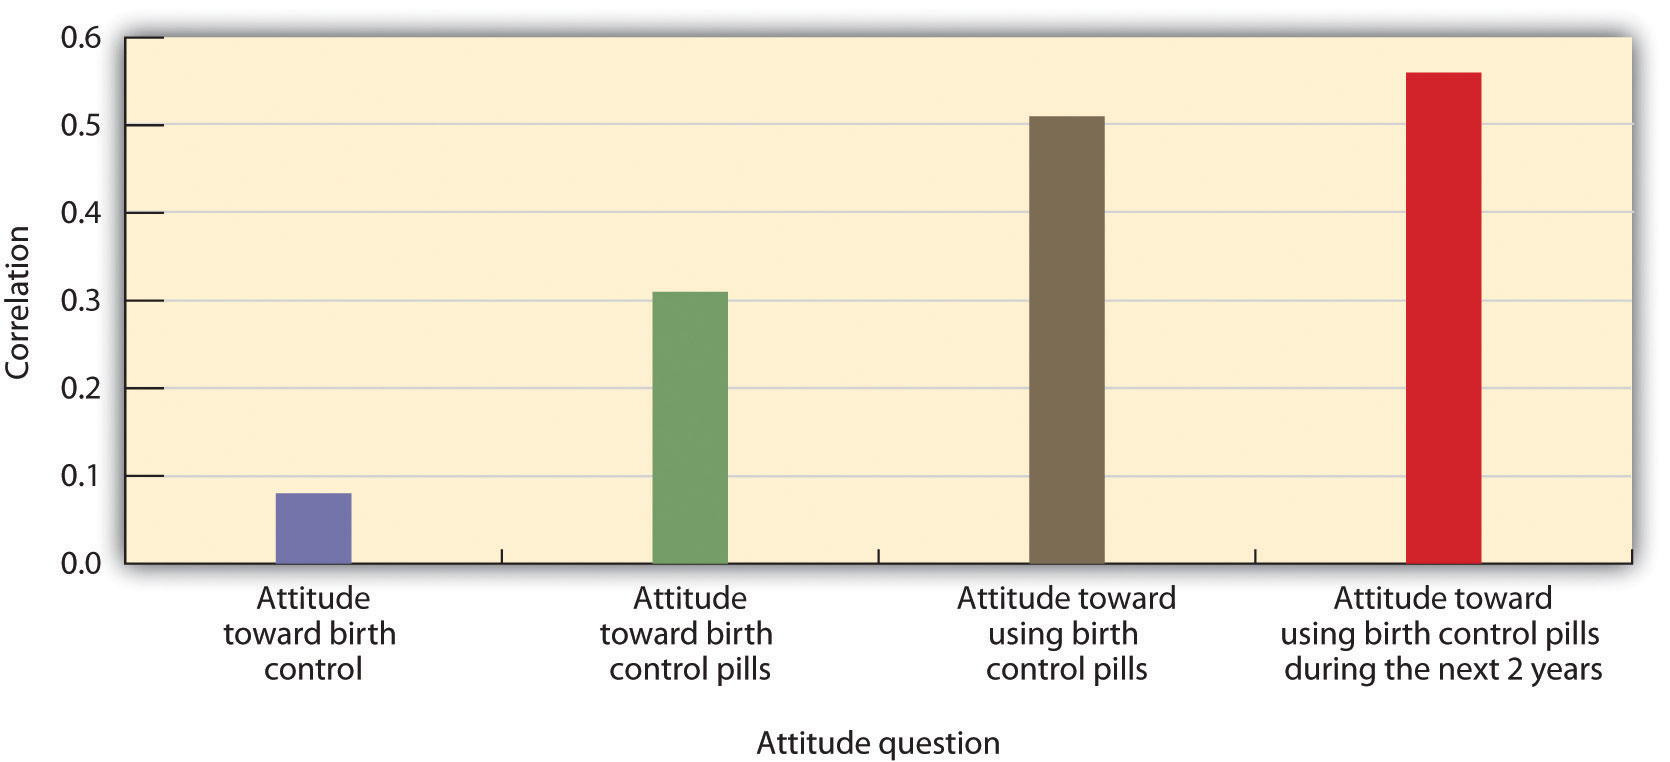 0.6
0.5
0.4
0.3
0.2
0.1
0.0
Correlation
Attitude
toward birth
control
Attitude
toward birth
control pills
Attitude toward
using birth
control pills
Attitude toward
using birth control pills
during the next 2 years
Attitude question